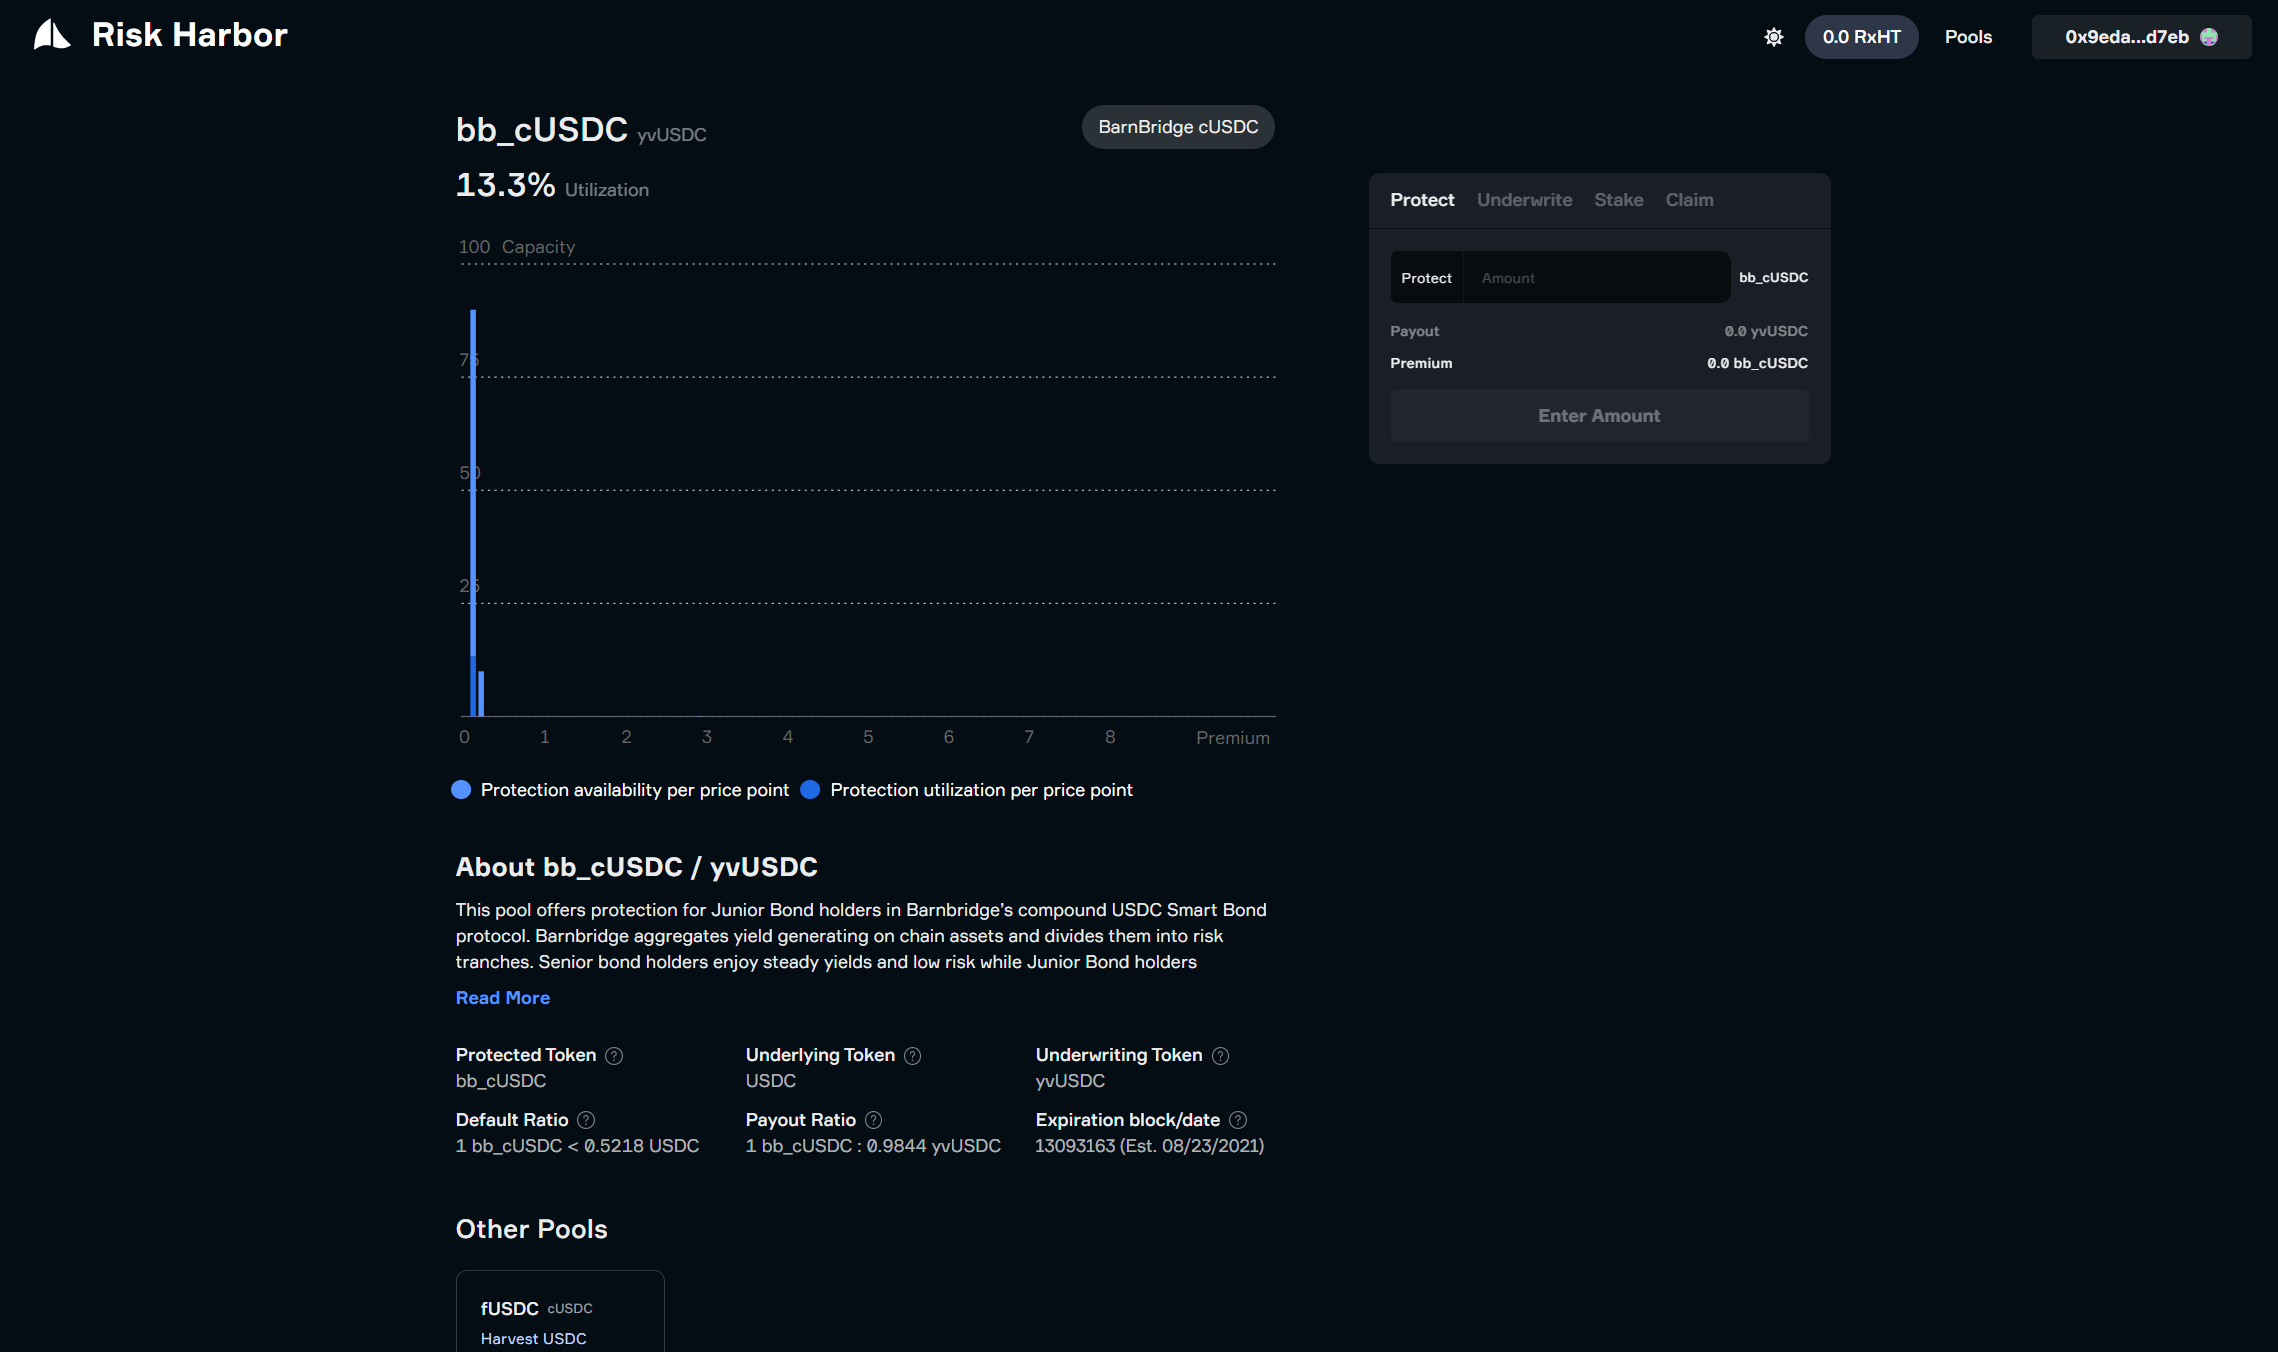 Risk Harbor
0.0 RxHT
Pools
0x9eda...d7eb
bb_cUSDC yvUSDC
BarnBridge cUSDC
13.3% Utilization
100 Capacity
75
50
25
0 1 2 3 4 5 6 7 8 Premium
Protection availability per price point
Protection utilization per price point
Protect Underwrite Stake Claim
Protect Amount bb_cUSDC
Payout 0.0 yvUSDC
Premium 0.0 bb_cUSDC
Enter Amount
About bb_cUSDC / yvUSDC
This pool offers protection for Junior Bond holders in Barnbridge’s compound USDC Smart Bond
protocol. Barnbridge aggregates yield generating on chain assets and divides them into risk
tranches. Senior bond holders enjoy steady yields and low risk while Junior Bond holders
Read More
Protected Token ?
bb_cUSDC
Underlying Token ?
USDC
Underwriting Token ?
yvUSDC
Default Ratio ?
1 bb_cUSDC < 0.5218 USDC
Payout Ratio ?
1 bb_cUSDC : 0.9844 yvUSDC
Expiration block/date ?
13093163 (Est. 08/23/2021)
Other Pools
fUSDC cUSDC
Harvest USDC